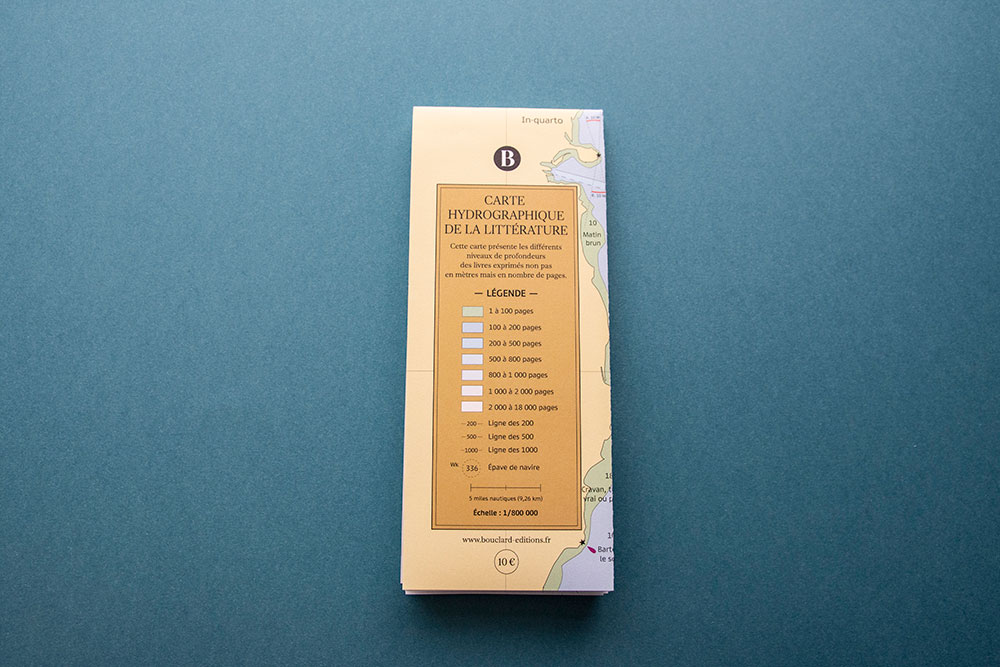 In-quarto
B
CARTE
HYDROGRAPHIQUE
DE LA LITTÉRATURE
Cette carte présente les différents
niveaux de profondeurs
des livres exprimés non pas
en mètres mais en nombre de pages.
— LÉGENDE —
1 à 100 pages
100 à 200 pages
200 à 500 pages
500 à 800 pages
800 à 1 000 pages
1 000 à 2 000 pages
2 000 à 18 000 pages
200 Ligne des 200
500 Ligne des 500
1000 Ligne des 1000
Wk 336 Épave de navire
5 miles nautiques (9,26 km)
Échelle : 1/800 000
www.bouclard-editions.fr
10 €
10
Matin
brun
18
Cravan,
vrai ou
10
Bart
le